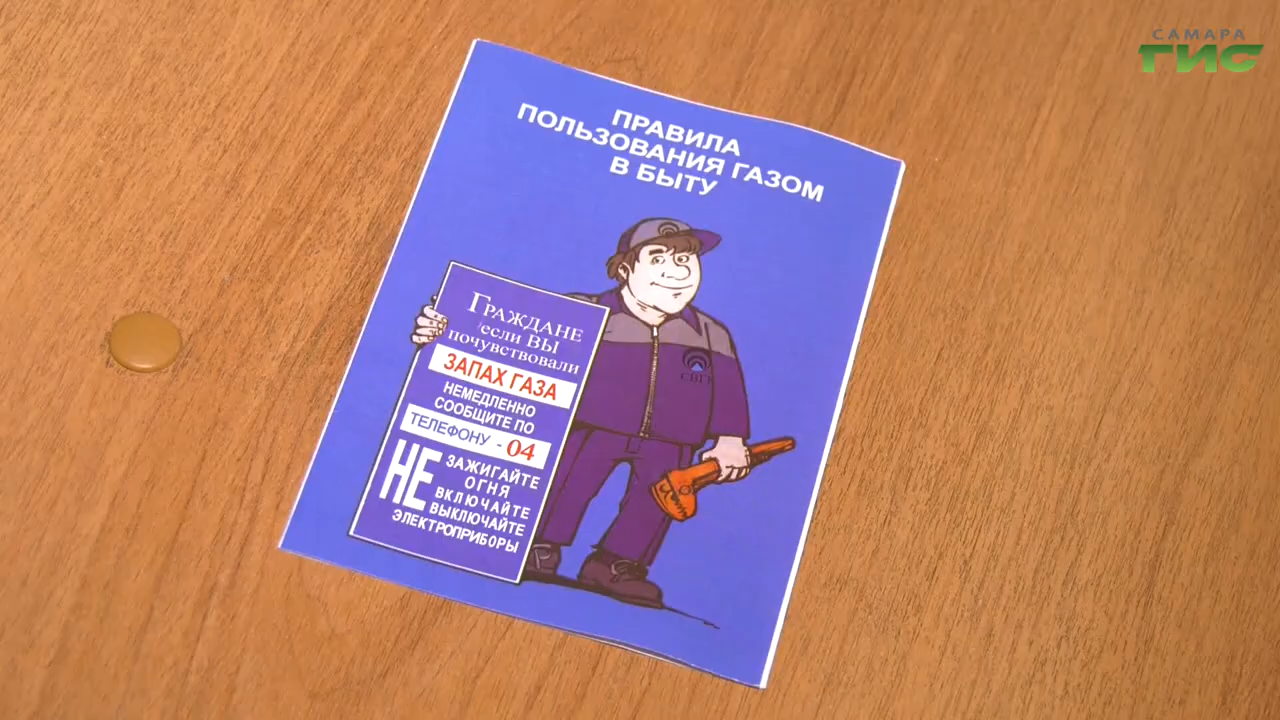 САМАРА
ГИС
ПРАВИЛА
ПОЛЬЗОВАНИЯ ГАЗОМ
В БЫТУ
ГРАЖДАНЕ
если ВЫ
почувствовали
ЗАПАХ ГАЗА
НЕМЕДЛЕННО
СООБЩИТЕ ПО
ТЕЛЕФОНУ - 04
НЕ ЗАЖИГАЙТЕ
ОГНЯ
ВКЛЮЧАЙТЕ
ВЫКЛЮЧАЙТЕ
ЭЛЕКТРОПРИБОРЫ